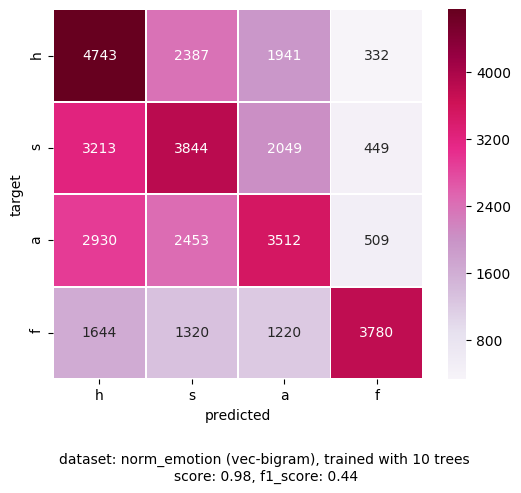 h 4743 2387 1941 332
s 3213 3844 2049 449
a 2930 2453 3512 509
f 1644 1320 1220 3780
target
h s a f
predicted
4000
3200
2400
1600
800
dataset: norm_emotion (vec-bigram), trained with 10 trees
score: 0.98, f1_score: 0.44